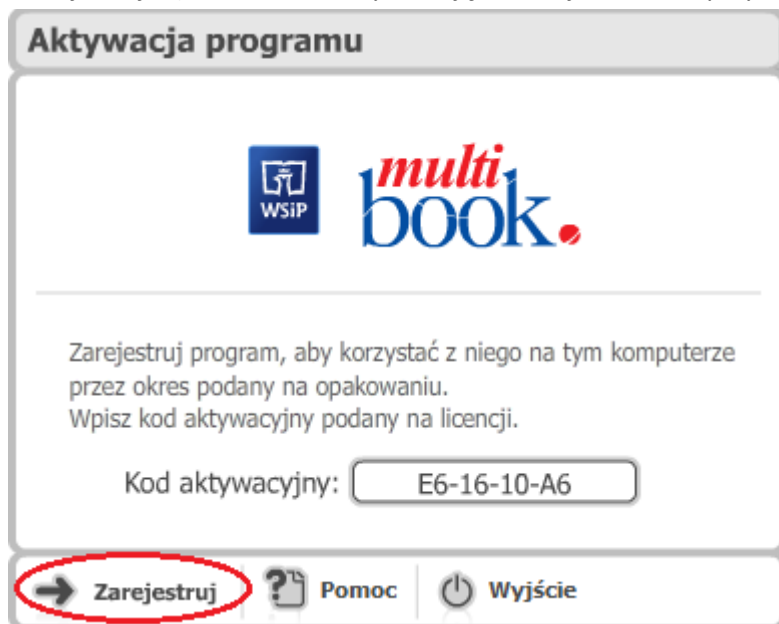 Aktywacja programu
WSiP
multi
book.
Zarejestruj program, aby korzystać z niego na tym komputerze
przez okres podany na opakowaniu.
Wpisz kod aktywacyjny podany na licencji.
Kod aktywacyjny: E6-16-10-A6
Zarejestruj ? Pomoc Wyjście